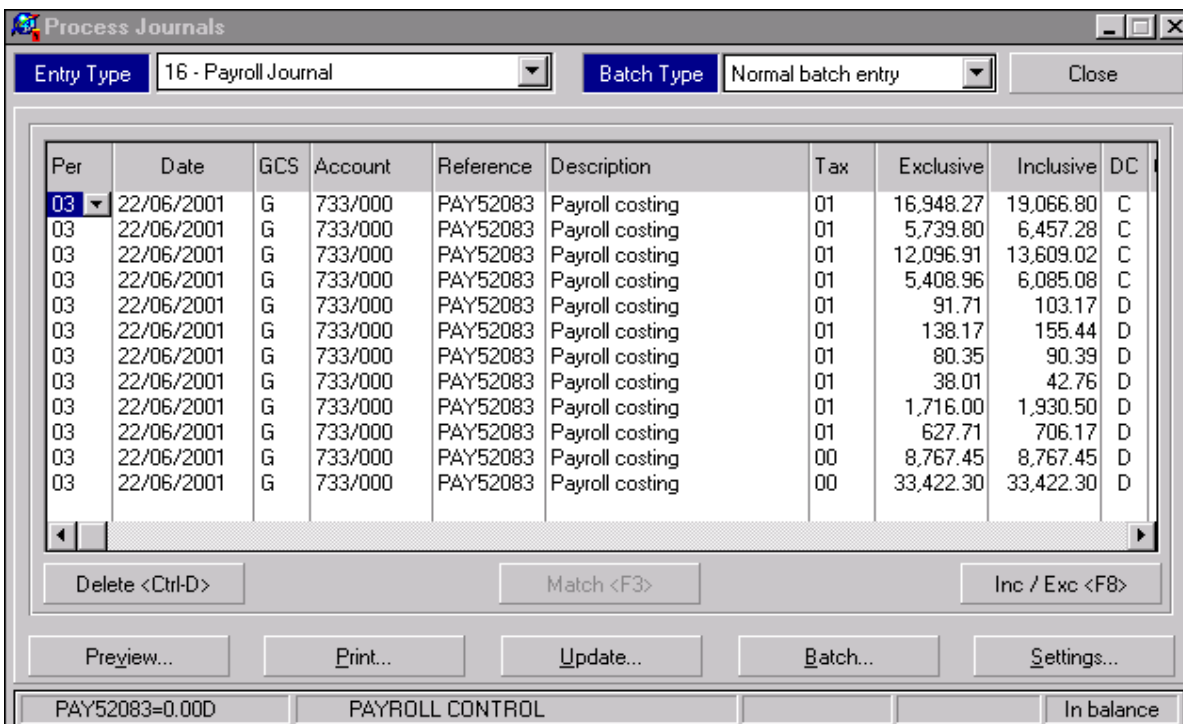 Process Journals
Entry Type 16 - Payroll Journal Batch Type Normal batch entry Close
Per Date GCS Account Reference Description Tax Exclusive Inclusive DC
03 22/06/2001 G 733/000 PAY52083 Payroll costing 01 16,948.27 19,066.80 C
03 22/06/2001 G 733/000 PAY52083 Payroll costing 01 5,739.80 6,457.28 C
03 22/06/2001 G 733/000 PAY52083 Payroll costing 01 12,096.91 13,609.02 C
03 22/06/2001 G 733/000 PAY52083 Payroll costing 01 5,408.96 6,085.08 C
03 22/06/2001 G 733/000 PAY52083 Payroll costing 01 91.71 103.17 D
03 22/06/2001 G 733/000 PAY52083 Payroll costing 01 138.17 155.44 D
03 22/06/2001 G 733/000 PAY52083 Payroll costing 01 80.35 90.39 D
03 22/06/2001 G 733/000 PAY52083 Payroll costing 01 38.01 42.76 D
03 22/06/2001 G 733/000 PAY52083 Payroll costing 01 1,716.00 1,930.50 D
03 22/06/2001 G 733/000 PAY52083 Payroll costing 01 627.71 706.17 D
03 22/06/2001 G 733/000 PAY52083 Payroll costing 00 8,767.45 8,767.45 D
03 22/06/2001 G 733/000 PAY52083 Payroll costing 00 33,422.30 33,422.30 D
Delete <Ctrl-D> Match <F3> Inc / Exc <F8>
Preview... Print... Update... Batch... Settings...
PAY52083=0.00D PAYROLL CONTROL In balance